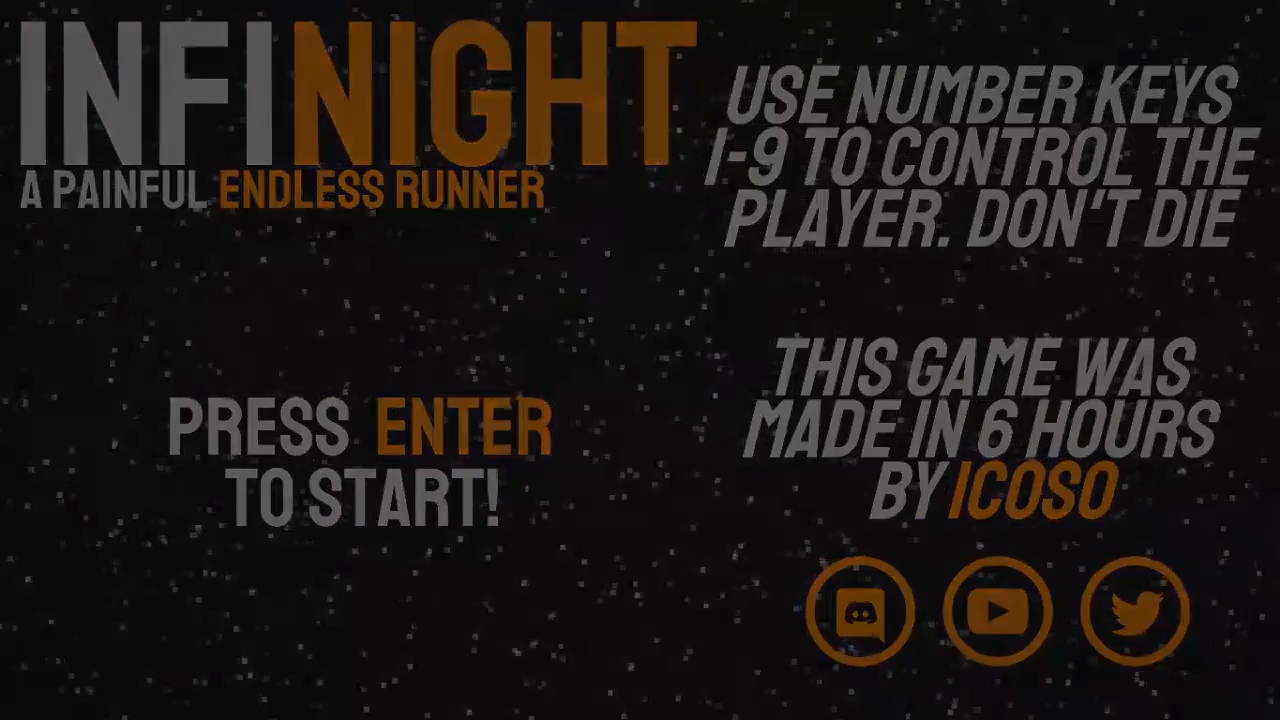 INFINIGHT
A PAINFUL ENDLESS RUNNER
USE NUMBER KEYS
1-9 TO CONTROL THE
PLAYER. DON'T DIE
PRESS ENTER
TO START!
THIS GAME WAS
MADE IN 6 HOURS
BY ICOSO